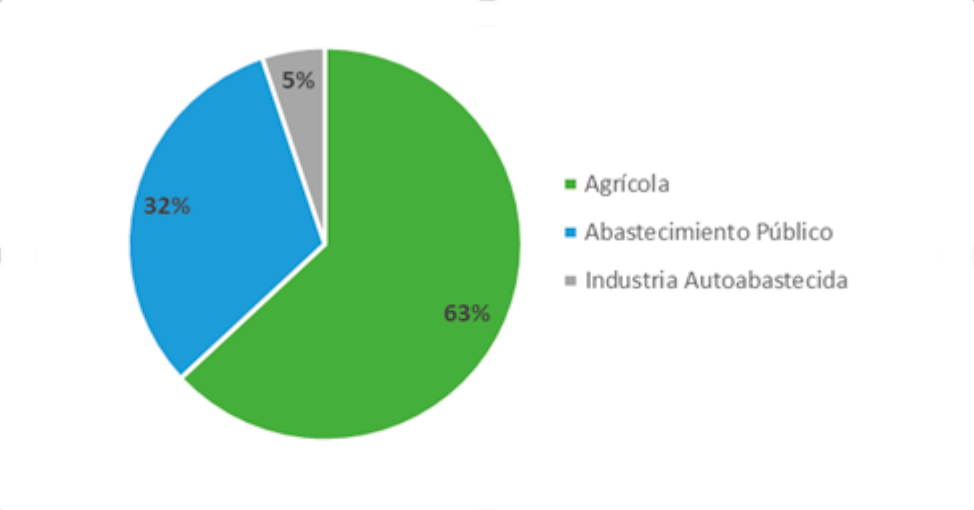 5%
32%
63%
Agrícola
Abastecimiento Público
Industria Autoabastecida